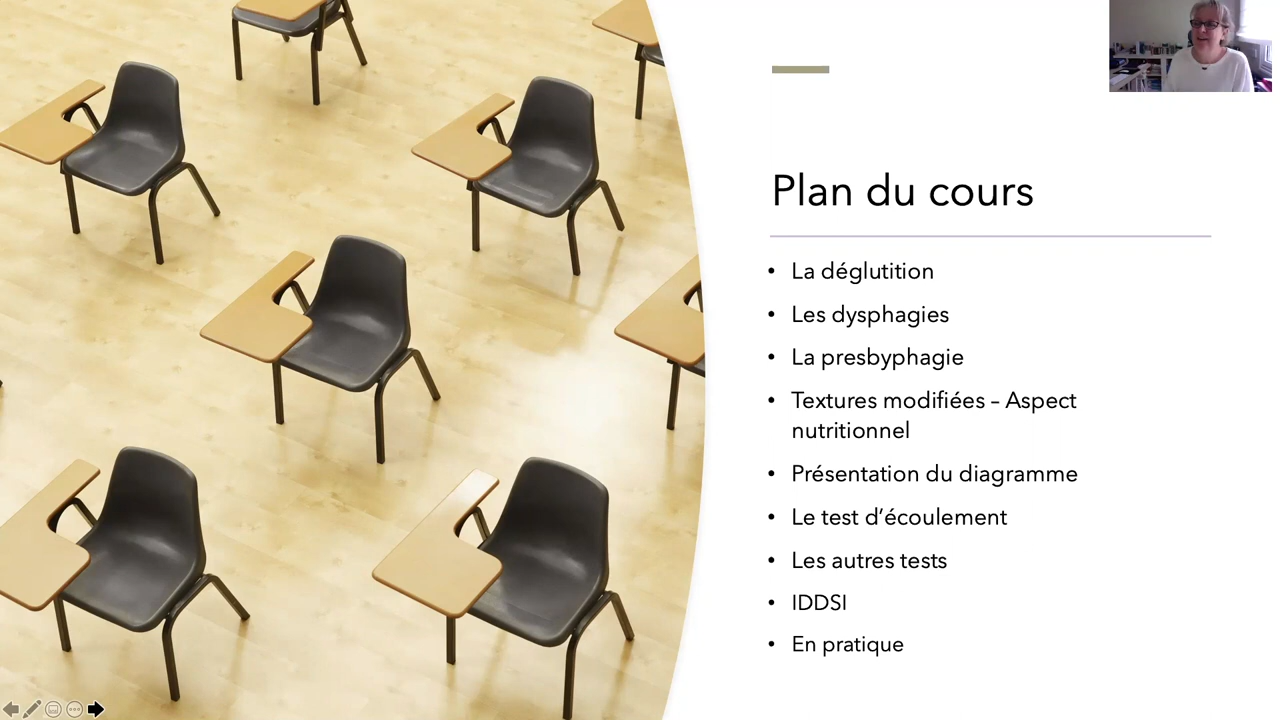 Plan du cours
• La déglutition
• Les dysphagies
• La presbyphagie
• Textures modifiées – Aspect
nutritionnel
• Présentation du diagramme
• Le test d’écoulement
• Les autres tests
• IDDSI
• En pratique